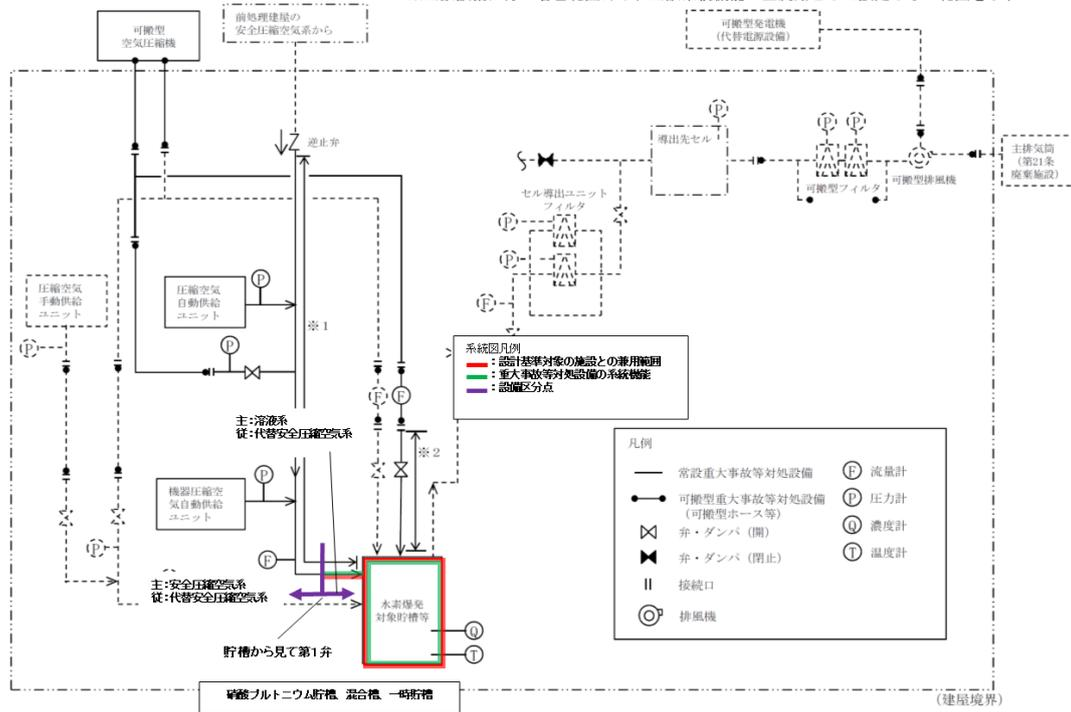 可搬型
空気圧縮機
前処理建屋の
安全圧縮空気系から
可搬型発電機
(代替電源設備)
逆止弁
導出先セル
P
P
P
可搬型フィルタ
可搬型排風機
主排気筒
(第21条
廃棄施設)
セル導出ユニット
フィルタ
P
P
F
圧縮空気
手動供給
ユニット
P
圧縮空気
自動供給
ユニット
P
※1
P
系統図凡例
:設計基準対象の施設との兼用範囲
:重大事故等対処設備の系統機能
:設備区分点
F
F
主:溶液系
従:代替安全圧縮空気系
※2
機器圧縮空
気自動供給
ユニット
P
P
F
主:安全圧縮空気系
従:代替安全圧縮空気系
水素爆発
対象貯槽等
Q
T
貯槽から見て第1弁
硝酸プルトニウム貯槽、混合槽、一時貯槽
凡例
常設重大事故等対処設備
可搬型重大事故等対処設備
(可搬型ホース等)
弁・ダンパ(開)
弁・ダンパ(閉止)
接続口
排風機
F 流量計
P 圧力計
Q 濃度計
T 温度計
(建屋境界)